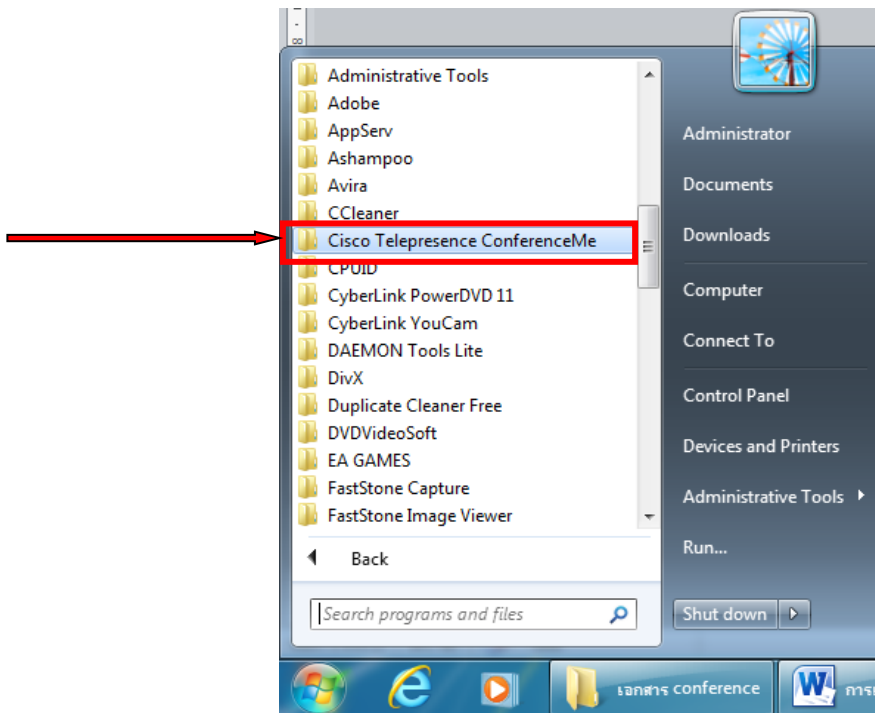 Administrative Tools
Adobe
AppServ
Ashampoo
Avira
CCleaner
Cisco Telepresence ConferenceMe
CPUID
CyberLink PowerDVD 11
CyberLink YouCam
DAEMON Tools Lite
DivX
Duplicate Cleaner Free
DVDVideoSoft
EA GAMES
FastStone Capture
FastStone Image Viewer
Back
Search programs and files
Administrator
Documents
Downloads
Computer
Connect To
Control Panel
Devices and Printers
Administrative Tools
Run...
Shut down
เอกสาร conference